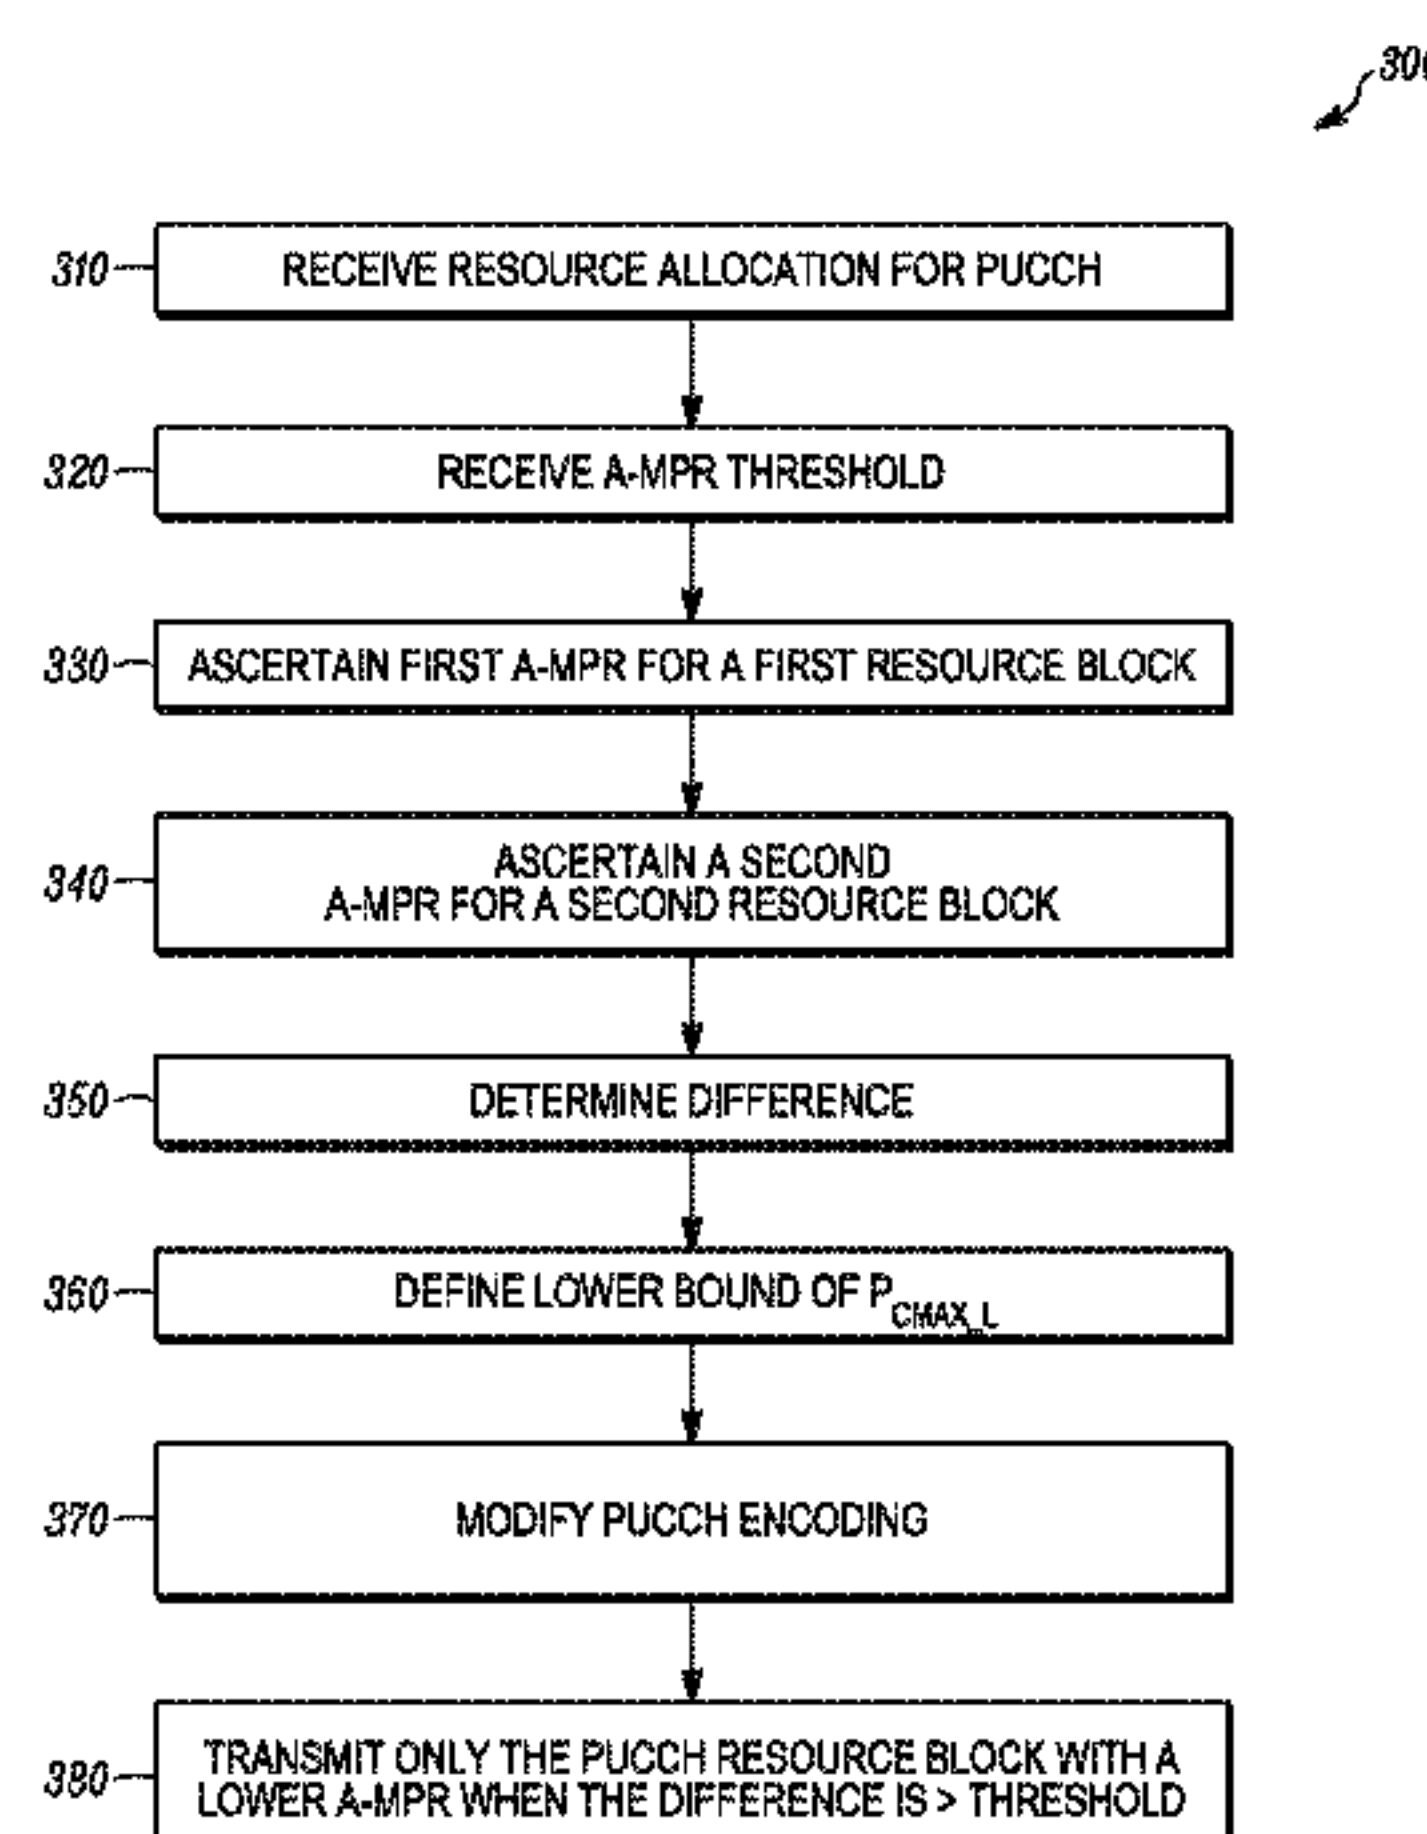 300
310
RECEIVE RESOURCE ALLOCATION FOR PUCCH
320
RECEIVE A-MPR THRESHOLD
330
ASCERTAIN FIRST A-MPR FOR A FIRST RESOURCE BLOCK
340
ASCERTAIN A SECOND
A-MPR FOR A SECOND RESOURCE BLOCK
350
DETERMINE DIFFERENCE
360
DEFINE LOWER BOUND OF PCMAX_L
370
MODIFY PUCCH ENCODING
380
TRANSMIT ONLY THE PUCCH RESOURCE BLOCK WITH A
LOWER A-MPR WHEN THE DIFFERENCE IS > THRESHOLD